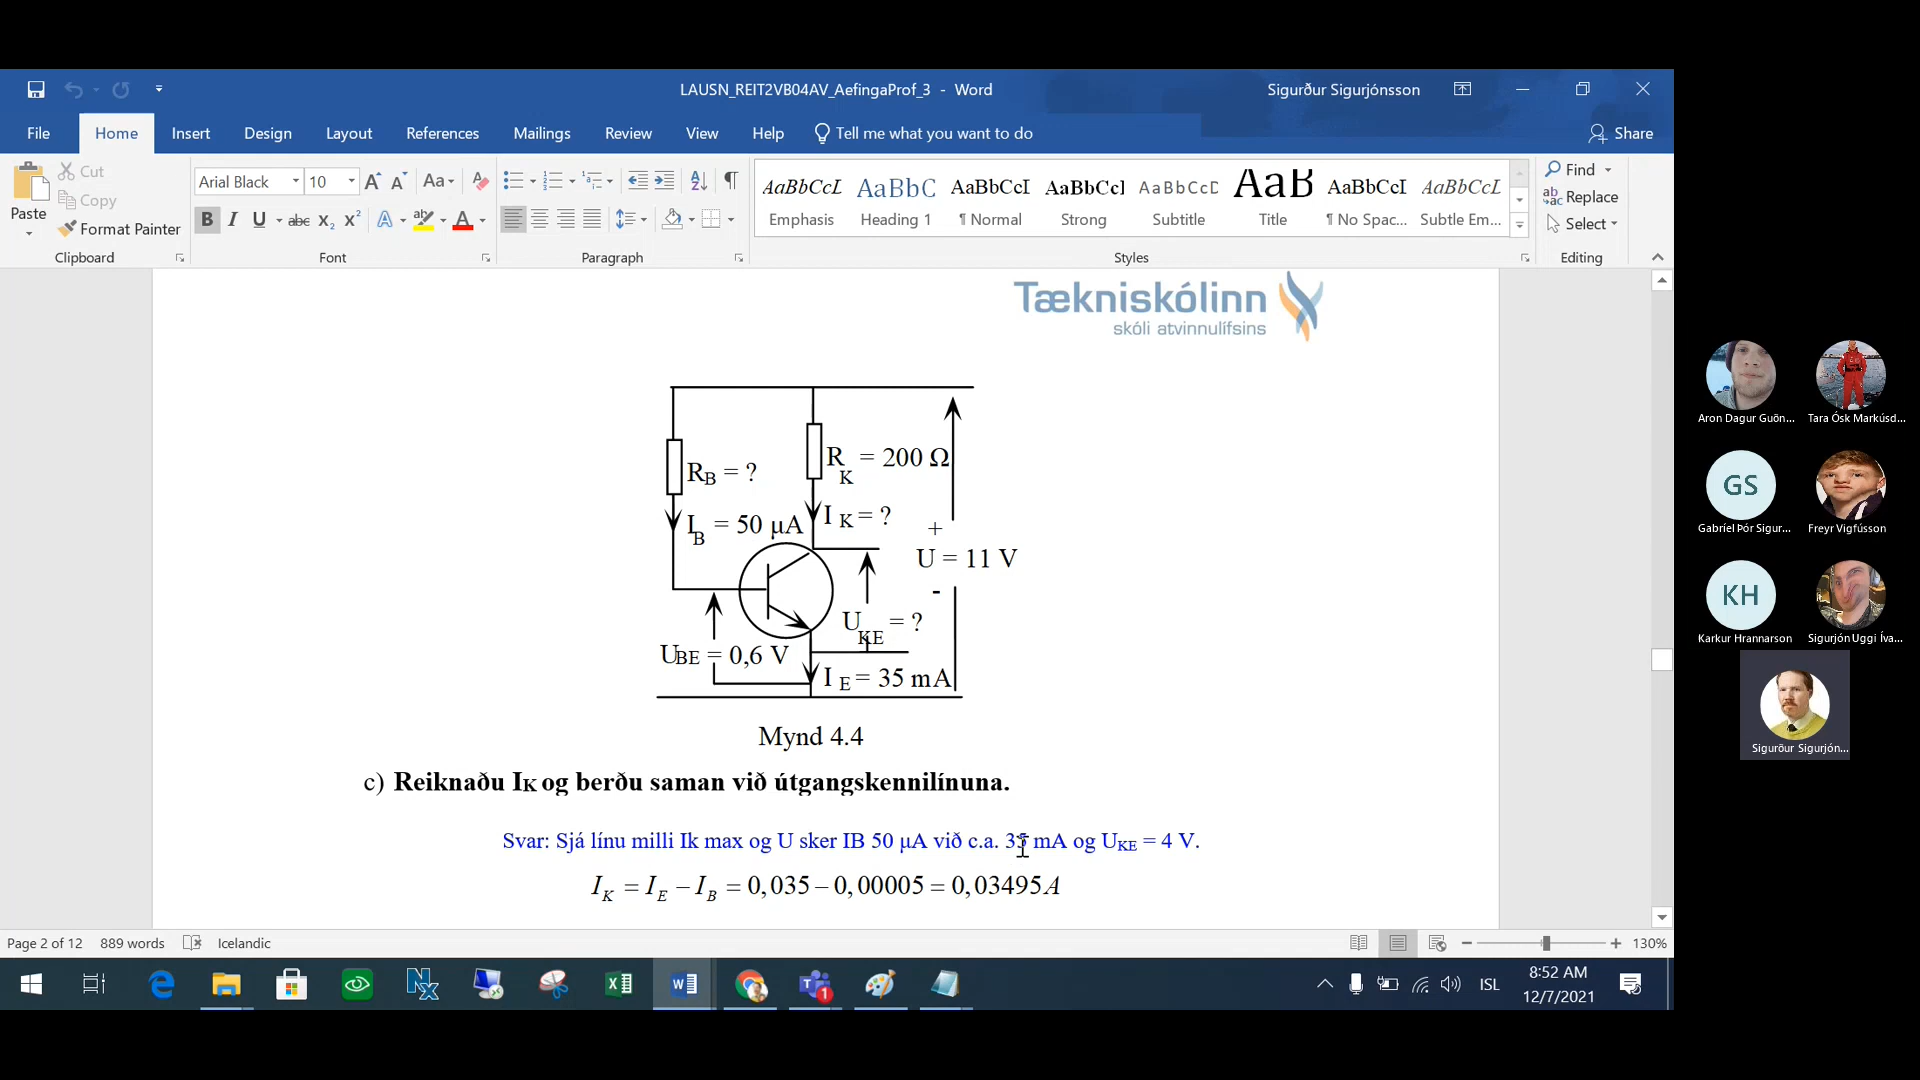 LAUSN_REIT2VB04AV_AefingaProf_3 - Word
Sigurður Sigurjónsson
File Home Insert Design Layout References Mailings Review View Help Tell me what you want to do Share
Paste
Cut
Copy
Format Painter
Clipboard
Arial Black 10
Font
Paragraph
AaBbCcL AaBbC AaBbCcI AaBbCcI AaBbCcD AaB AaBbCcI AaBbCcL
Emphasis Heading 1 ¶ Normal Strong Subtitle Title ¶ No Spac... Subtle Em...
Styles
Find
Replace
Select
Editing
Tækniskólinn
skóli atvinnulífsins
RB = ?
RK = 200 Ω
IB = 50 µA
IK = ?
+
U = 11 V
-
UKE = ?
UBE = 0,6 V
IE = 35 mA
Mynd 4.4
c) Reiknaðu IK og berðu saman við útgangskennilínuna.
Svar: Sjá línu milli Ik max og U sker IB 50 µA við c.a. 35 mA og UKE = 4 V.
IK = IE − IB = 0,035 − 0,00005 = 0,03495A
Page 2 of 12 889 words Icelandic 130%
ISL
8:52 AM
12/7/2021
Aron Dagur Guðn...
Tara Ósk Markúsd...
GS
Gabríel Þór Sigur...
Freyr Vigfússon
KH
Karkur Hrannarson
Sigurjón Uggi Íva...
Sigurður Sigurjón...